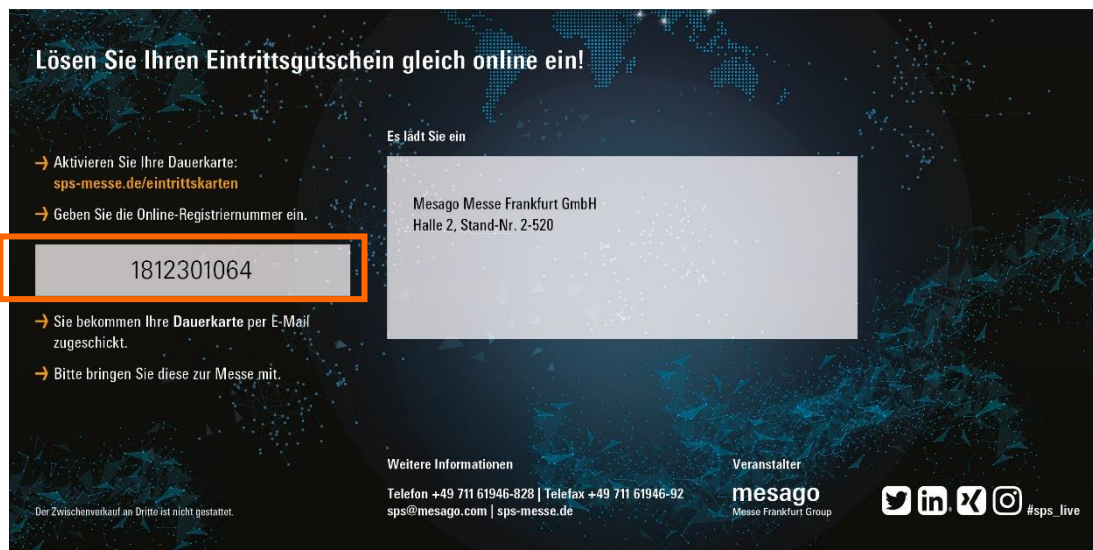 Lösen Sie Ihren Eintrittsgutschein gleich online ein!
→ Aktivieren Sie Ihre Dauerkarte:
sps-messe.de/eintrittskarten
→ Geben Sie die Online-Registriernummer ein.
1812301064
→ Sie bekommen Ihre Dauerkarte per E-Mail
zugeschickt.
→ Bitte bringen Sie diese zur Messe mit.
Der Zwischenverkauf an Dritte ist nicht gestattet.
Es lädt Sie ein
Mesago Messe Frankfurt GmbH
Halle 2, Stand-Nr. 2-520
Weitere Informationen
Telefon +49 711 61946-828 | Telefax +49 711 61946-92
sps@mesago.com | sps-messe.de
Veranstalter
mesago
Messe Frankfurt Group
in.
#sps_live